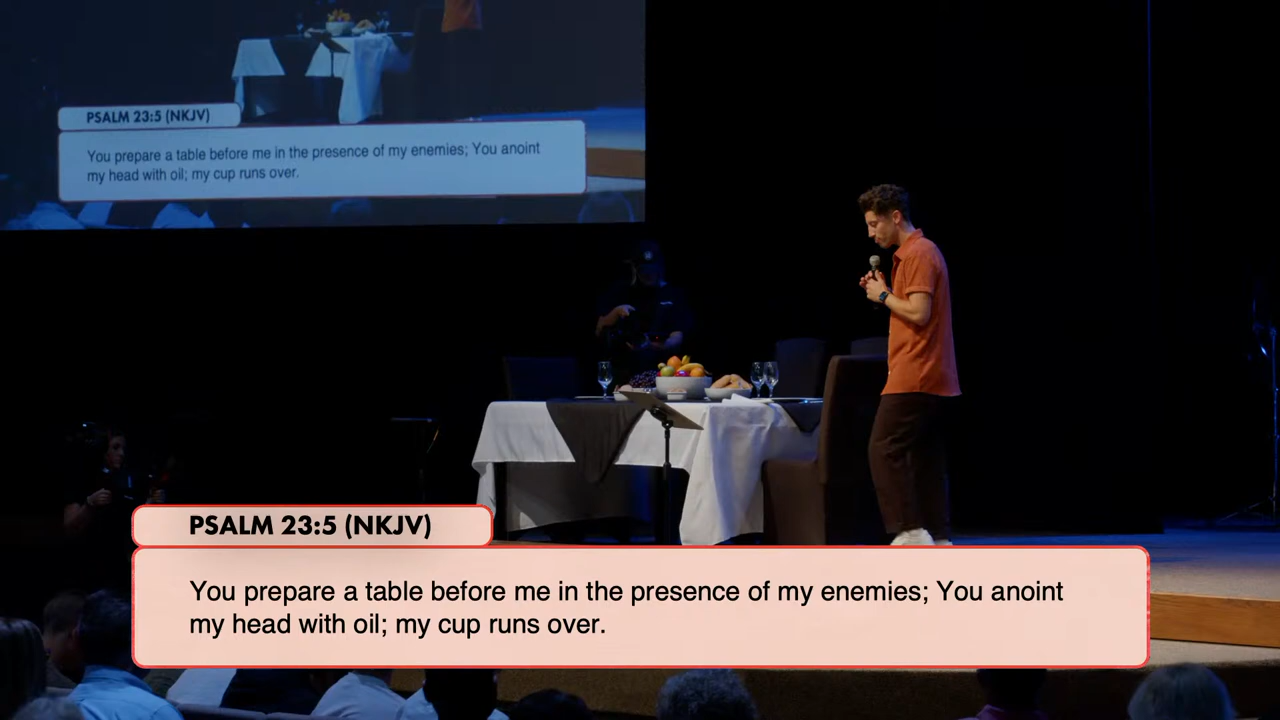 PSALM 23:5 (NKJV)
You prepare a table before me in the presence of my enemies; You anoint
my head with oil; my cup runs over.
PSALM 23:5 (NKJV)
You prepare a table before me in the presence of my enemies; You anoint
my head with oil; my cup runs over.